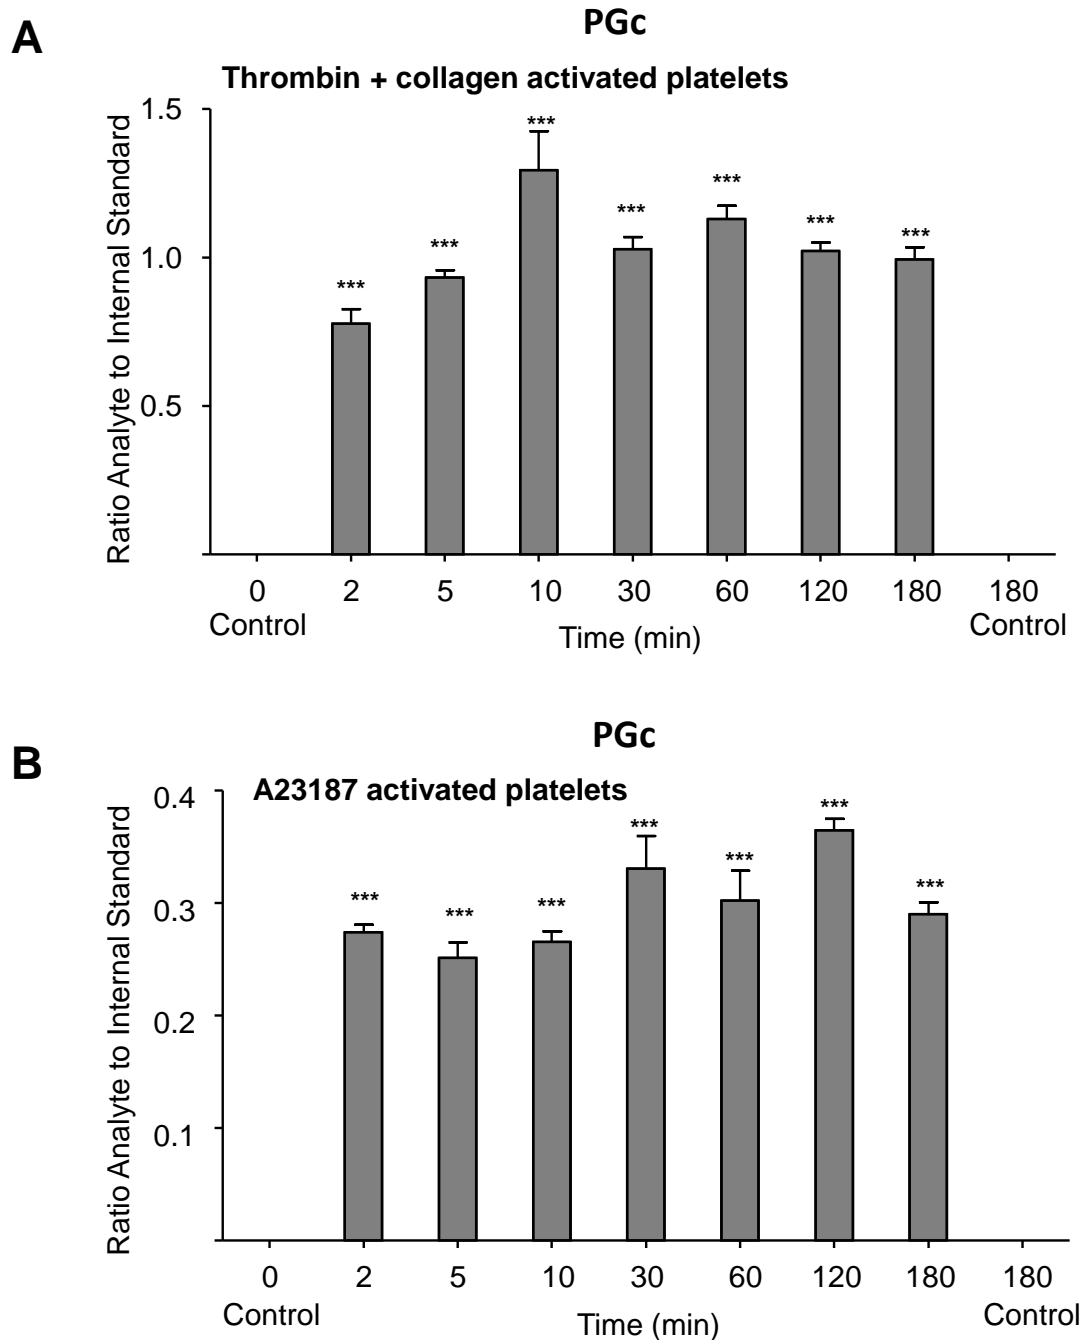 PGc
A
Thrombin + collagen activated platelets
Ratio Analyte to Internal Standard
1.5
1.0
0.5
***
***
***
***
***
***
***
0 2 5 10 30 60 120 180 180
Control Control
Time (min)
PGc
B
A23187 activated platelets
Ratio Analyte to Internal Standard
0.4
0.3
0.2
0.1
***
***
***
***
***
***
***
0 2 5 10 30 60 120 180 180
Control Control
Time (min)